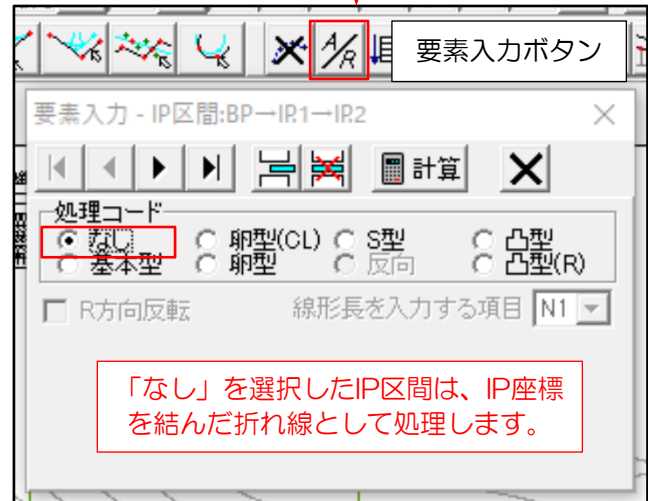 A/R
要素入力ボタン
要素入力 - IP区間:BP→IP.1→IP.2
計算
処理コード
なし 卵型(CL) S型 凸型
基本型 卵型 反向 凸型(R)
R方向反転 線形長を入力する項目 N1
「なし」を選択したIP区間は、IP座標
を結んだ折れ線として処理します。